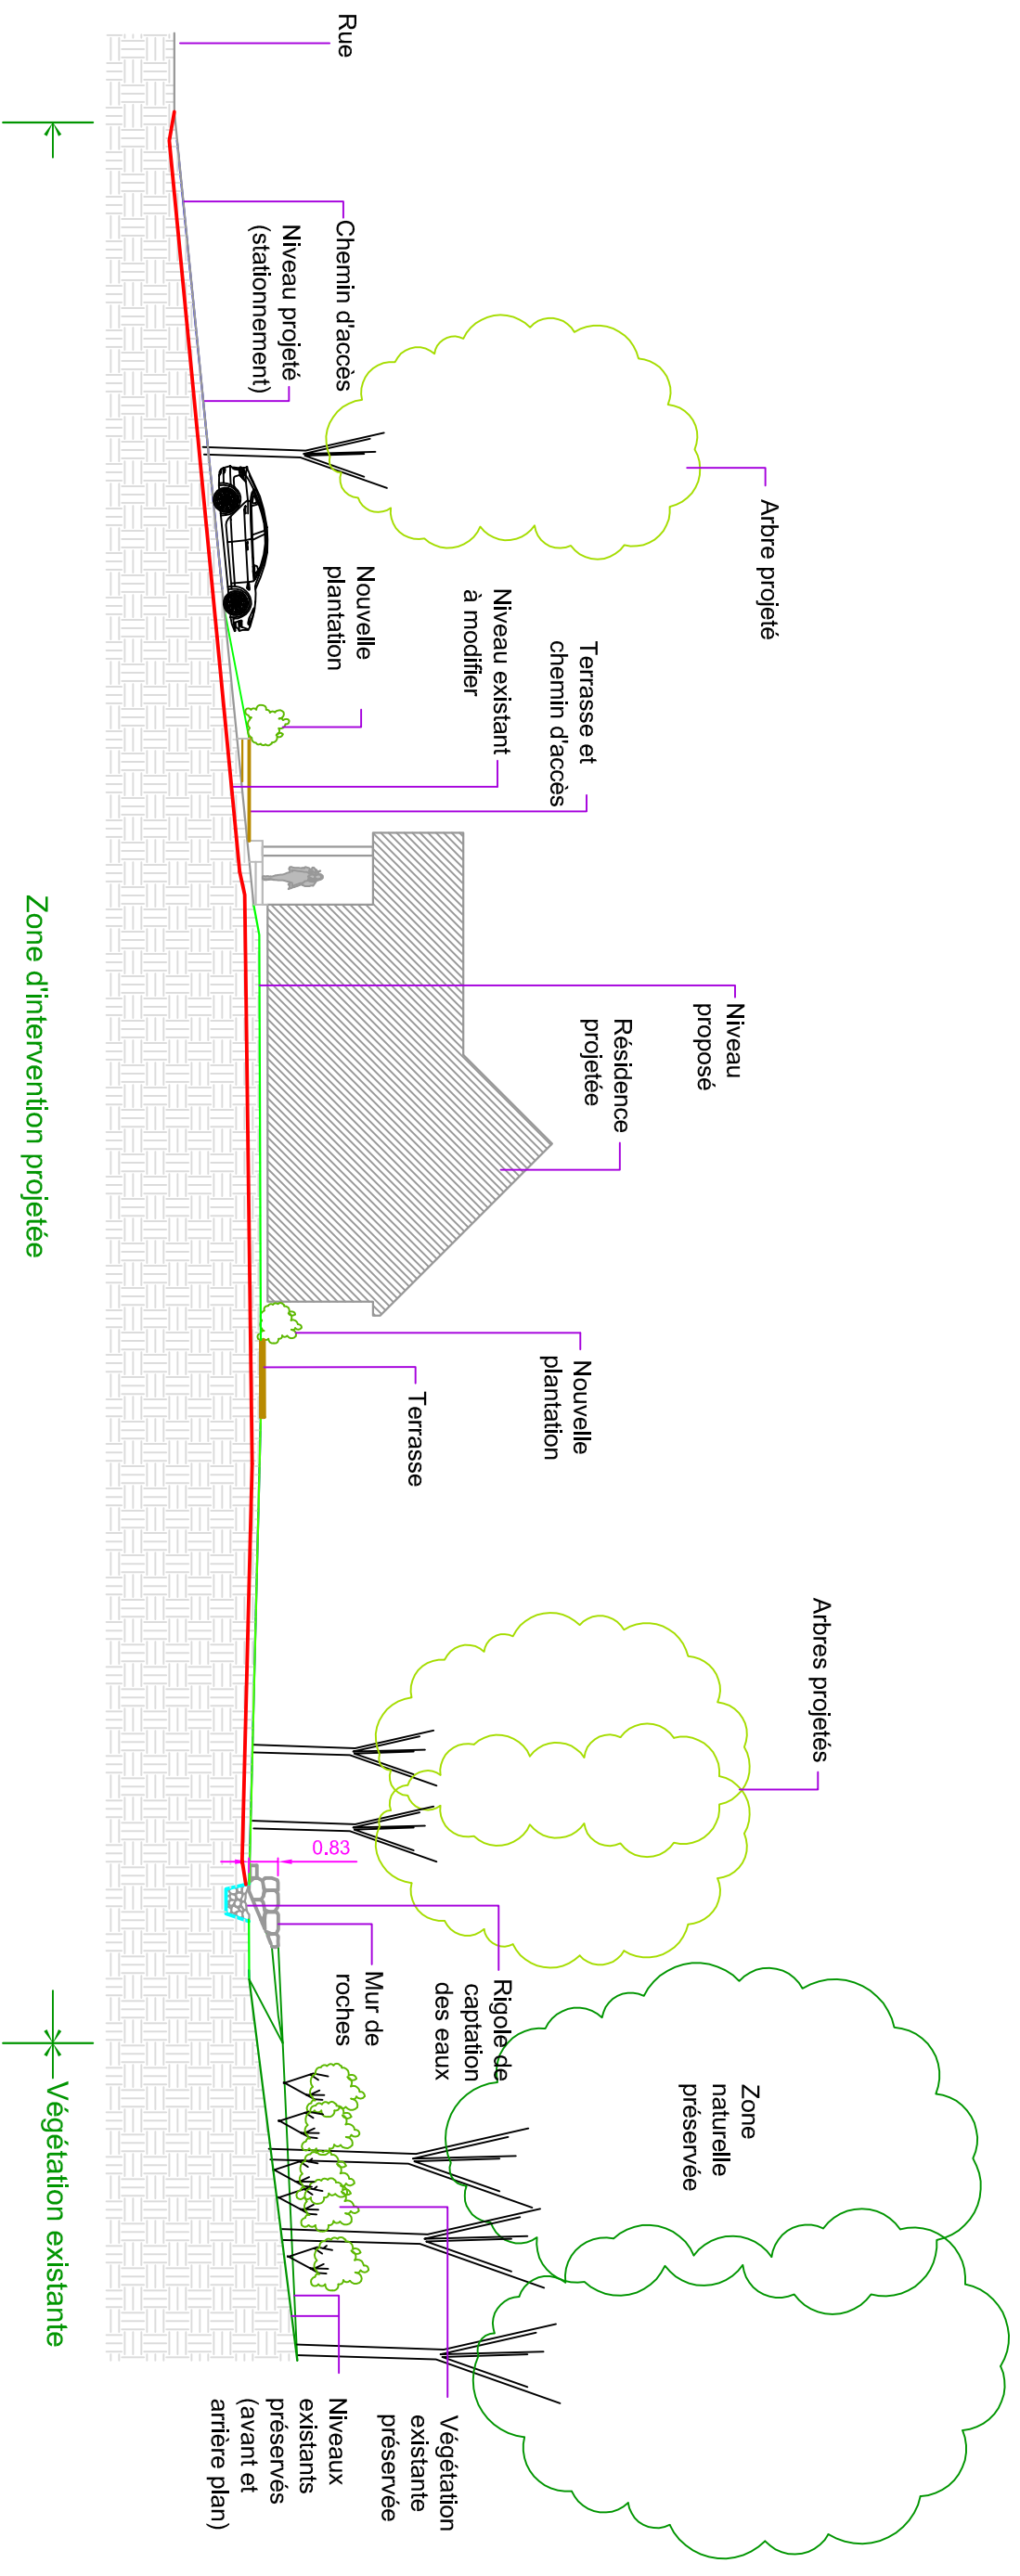 Rue
Chemin d'accès
Niveau projeté
(stationnement)
Arbre projeté
Nouvelle
plantation
Niveau existant
à modifier
Terrasse et
chemin d'accès
Niveau
proposé
Résidence
projetée
Nouvelle
plantation
Terrasse
Arbres projetés
0.83
Mur de
roches
Rigole de
captation
des eaux
Zone
naturelle
préservée
Végétation
existante
préservée
Niveaux
existants
préservés
(avant et
arrière plan)
Zone d'intervention projetée
Végétation existante